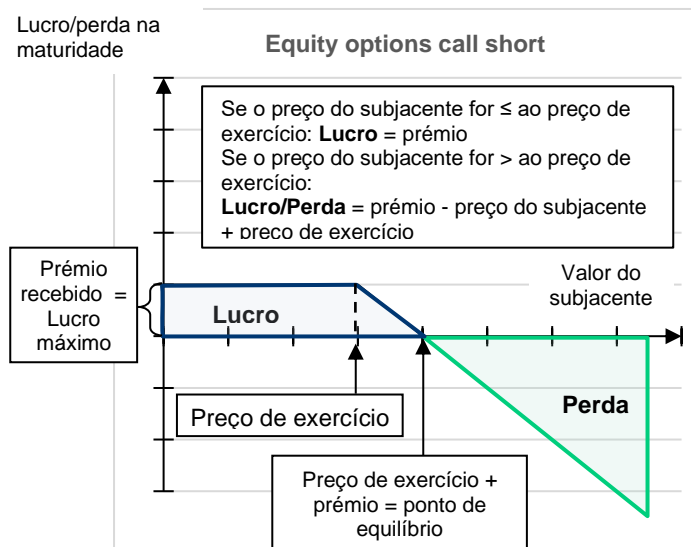 Lucro/perda na
maturidade
Equity options call short
Se o preço do subjacente for ≤ ao preço de
exercício: Lucro = prémio
Se o preço do subjacente for > ao preço de
exercício:
Lucro/Perda = prémio - preço do subjacente
+ preço de exercício
Prémio
recebido =
Lucro
máximo
Valor do
subjacente
Lucro
Perda
Preço de exercício
Preço de exercício +
prémio = ponto de
equilíbrio